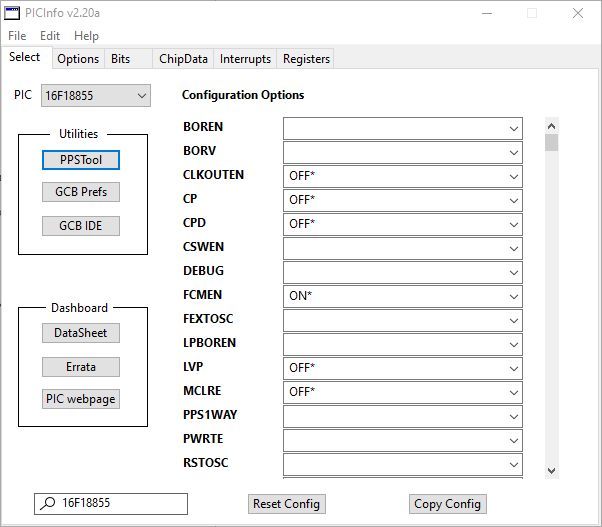 PICInfo v2.20a
File Edit Help
Select Options Bits ChipData Interrupts Registers
PIC 16F18855
Configuration Options
Utilities
PPSTool
GCB Prefs
GCB IDE
Dashboard
DataSheet
Errata
PIC webpage
BOREN
BORV
CLKOUTEN OFF*
CP OFF*
CPD OFF*
CSWEN
DEBUG
FCMEN ON*
FEXTOSC
LPBOREN
LVP OFF*
MCLRE OFF*
PPS1WAY
PWRTE
RSTOSC
16F18855
Reset Config
Copy Config